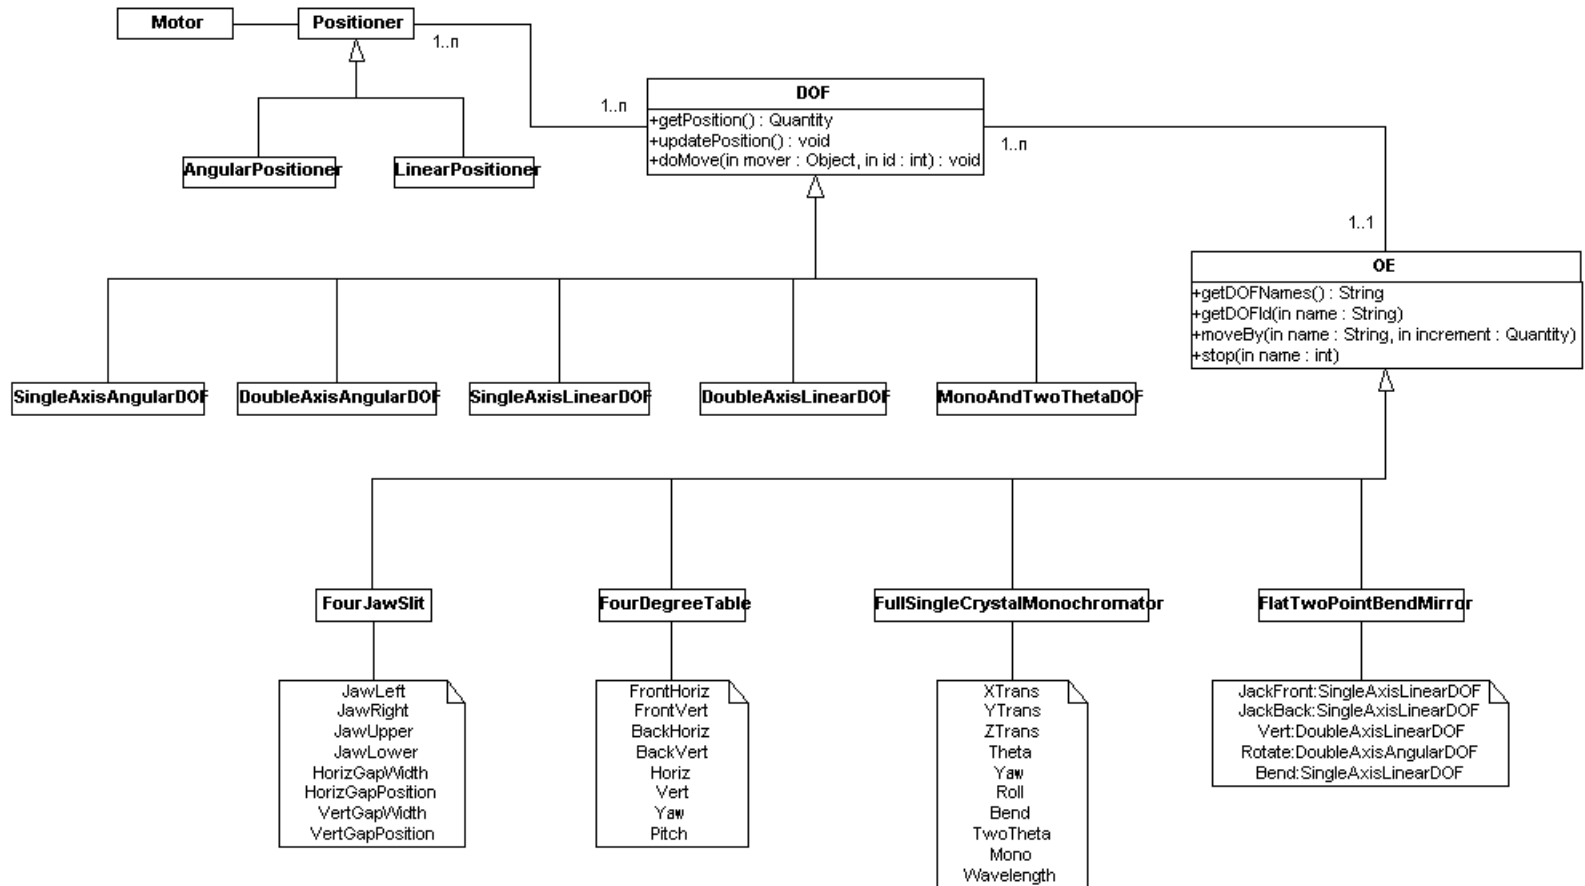 Motor
Positioner
1..n
1..n
DOF
+getPosition() : Quantity
+updatePosition() : void
+doMove(in mover : Object, in id : int) : void
1..n
AngularPositioner
LinearPositioner
1..1
OE
+getDOFNames() : String
+getDOFId(in name : String)
+moveBy(in name : String, in increment : Quantity)
+stop(in name : int)
SingleAxisAngularDOF
DoubleAxisAngularDOF
SingleAxisLinearDOF
DoubleAxisLinearDOF
MonoAndTwoThetaDOF
FourJawSlit
FourDegreeTable
FullSingleCrystalMonochromator
FlatTwoPointBendMirror
JawLeft
JawRight
JawUpper
JawLower
HorizGapWidth
HorizGapPosition
VertGapWidth
VertGapPosition
FrontHoriz
FrontVert
BackHoriz
BackVert
Horiz
Vert
Yaw
Pitch
XTrans
YTrans
ZTrans
Theta
Yaw
Roll
Bend
TwoTheta
Mono
Wavelength
JackFront:SingleAxisLinearDOF
JackBack:SingleAxisLinearDOF
Vert:DoubleAxisLinearDOF
Rotate:DoubleAxisAngularDOF
Bend:SingleAxisLinearDOF